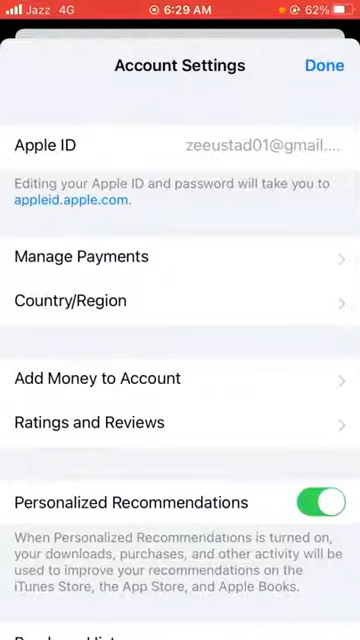 Jazz 4G 6:29 AM 62%
Account Settings Done
Apple ID zeeustad01@gmail....
Editing your Apple ID and password will take you to
appleid.apple.com.
Manage Payments
Country/Region
Add Money to Account
Ratings and Reviews
Personalized Recommendations
When Personalized Recommendations is turned on,
your downloads, purchases, and other activity will be
used to improve your recommendations on the
iTunes Store, the App Store, and Apple Books.